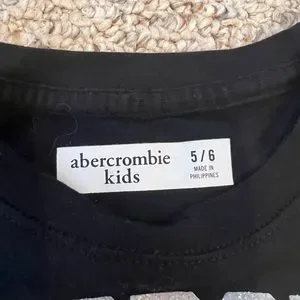 abercrombie
kids
5/6
MADE IN
PHILIPPINES